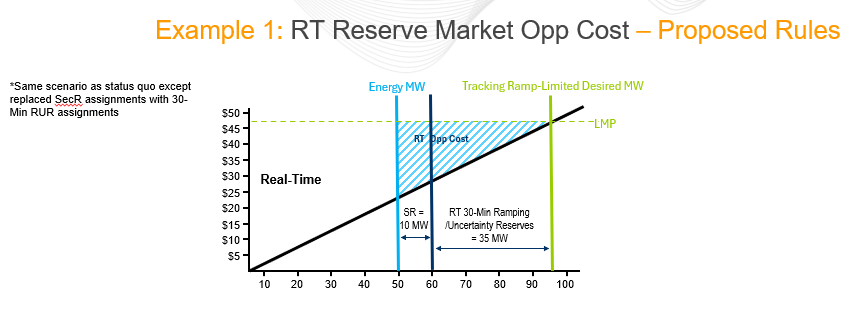 Example 1: RT Reserve Market Opp Cost – Proposed Rules
*Same scenario as status quo except
replaced SecR assignments with 30-
Min RUR assignments
Energy MW
Tracking Ramp-Limited Desired MW
$50
$45
$40
$35
$30
$25
$20
$15
$10
$5
LMP
RT Opp Cost
Real-Time
SR =
10 MW
RT 30-Min Ramping
/Uncertainty Reserves
= 35 MW
10 20 30 40 50 60 70 80 90 100